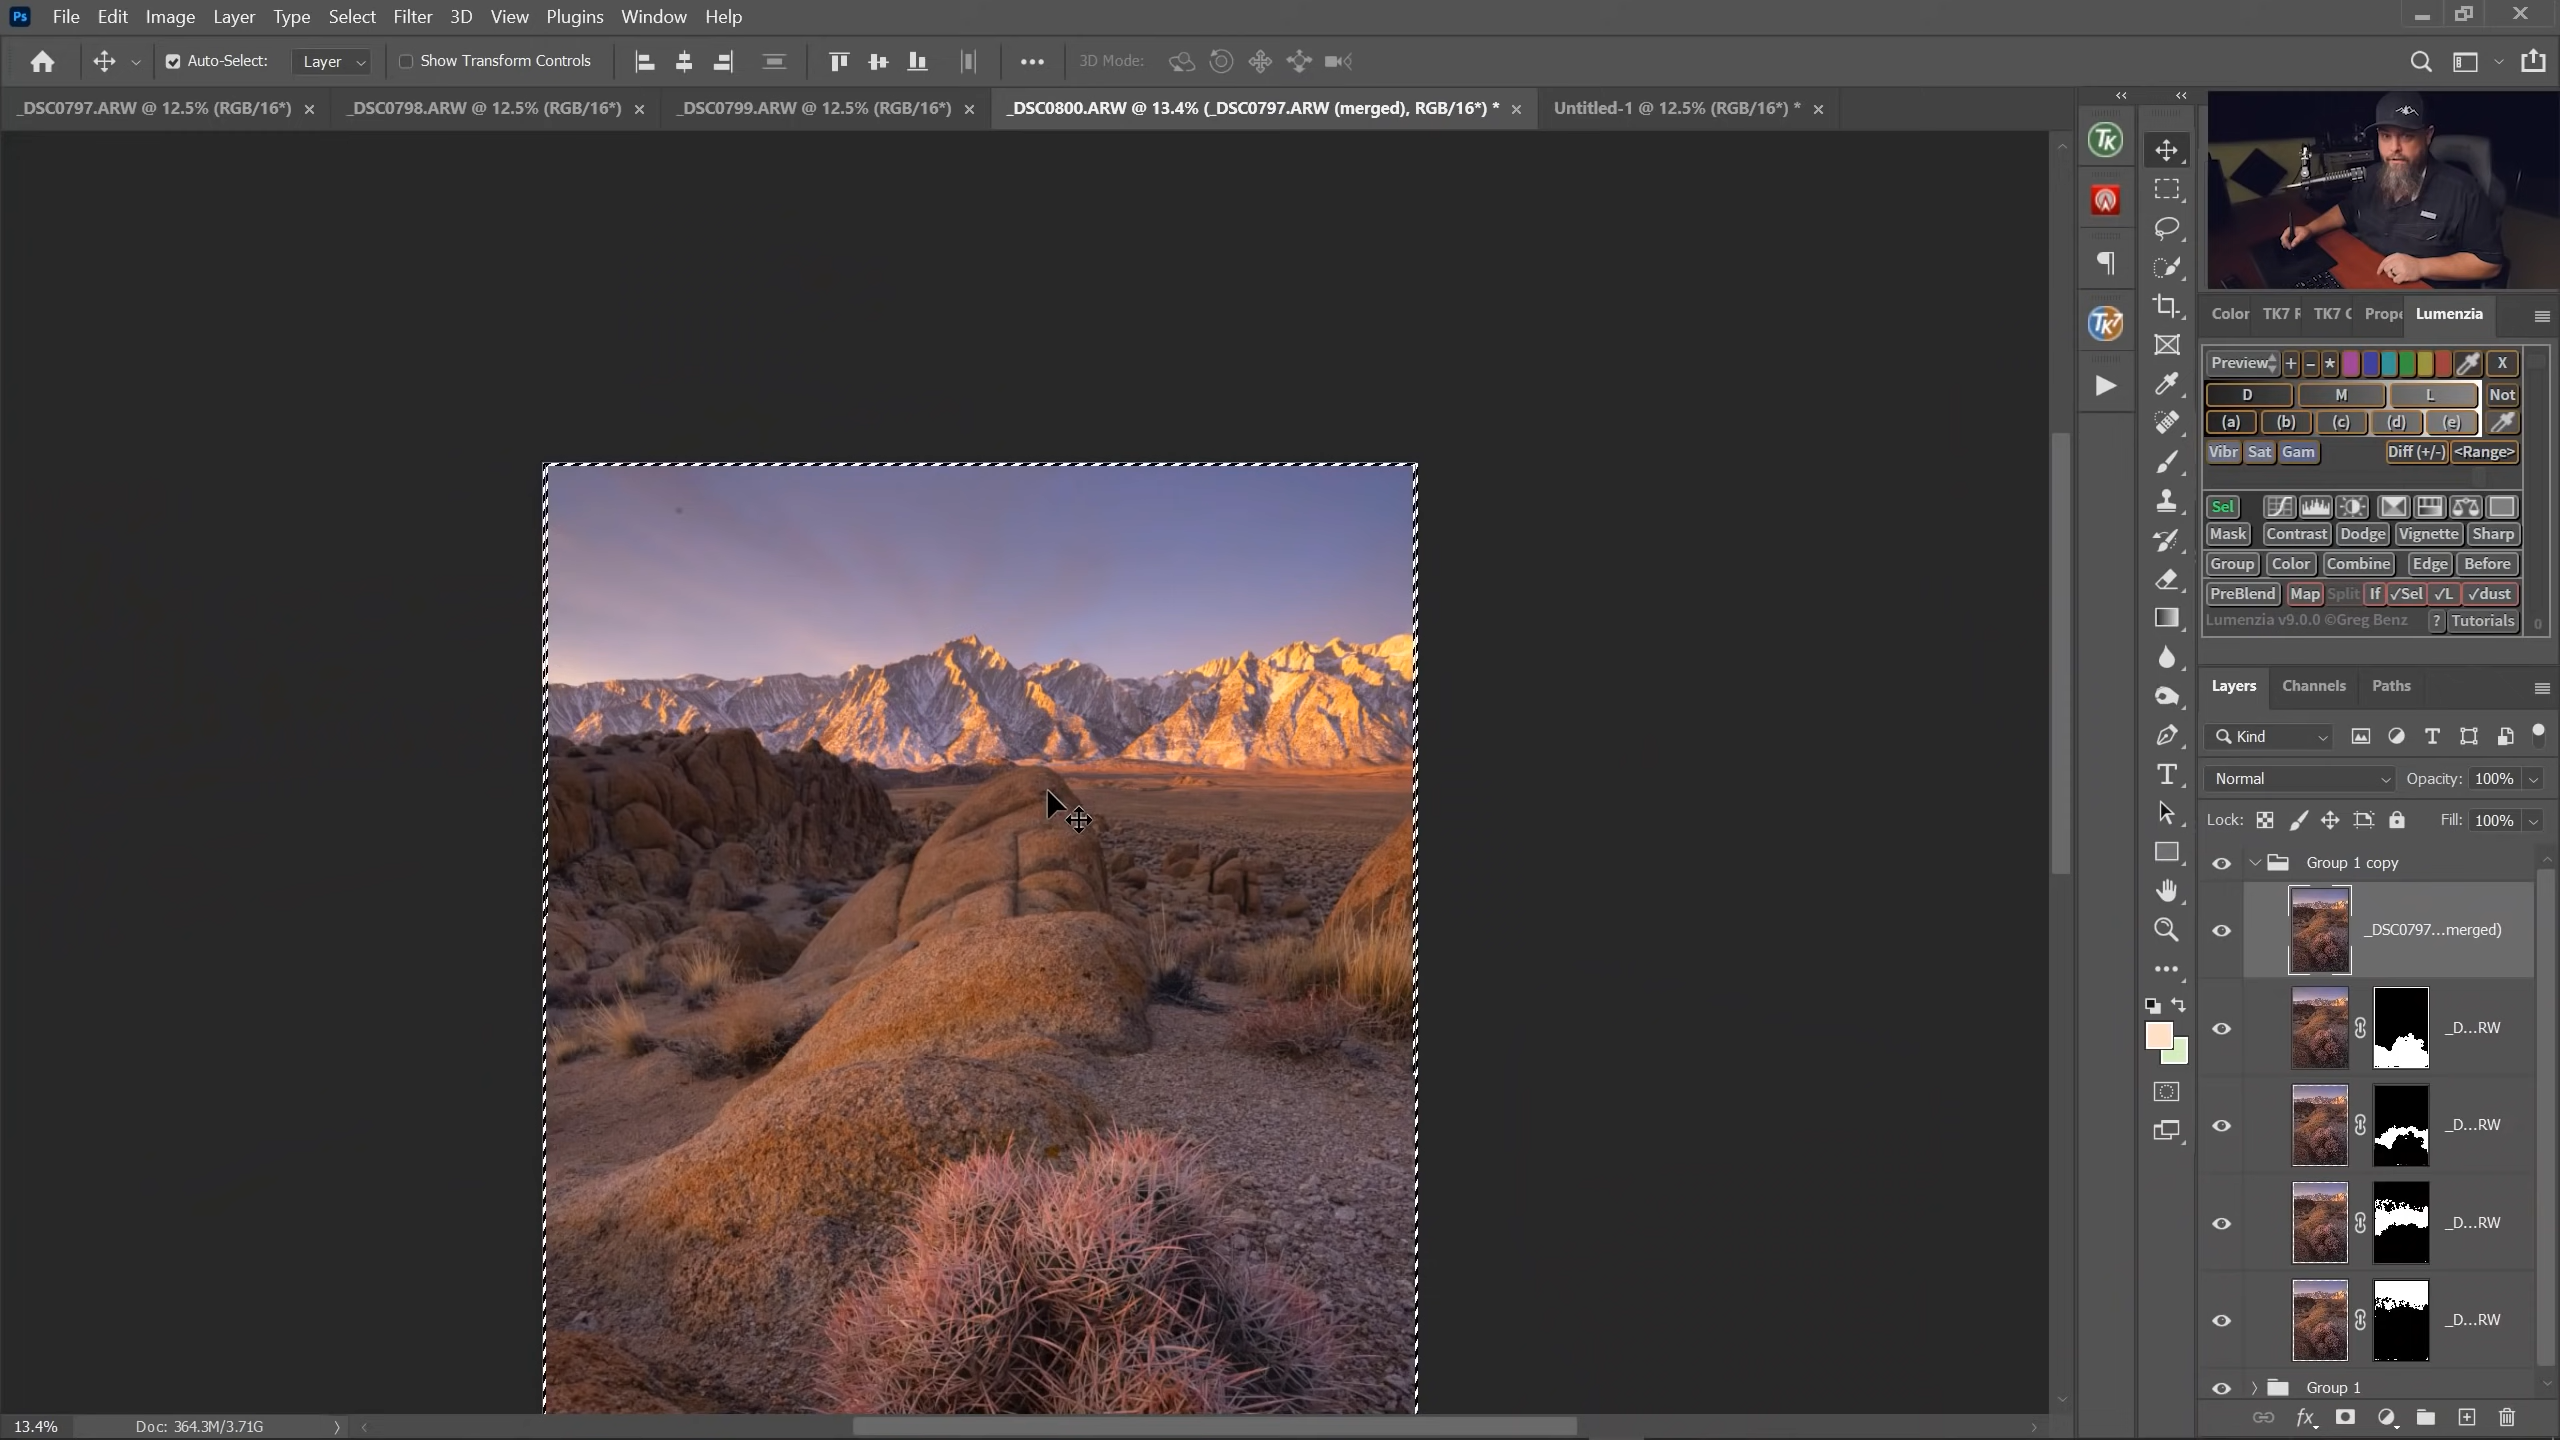 Ps File Edit Image Layer Type Select Filter 3D View Plugins Window Help
Auto-Select: Layer Show Transform Controls 3D Mode:
_DSC0797.ARW @ 12.5% (RGB/16*) _DSC0798.ARW @ 12.5% (RGB/16*) _DSC0799.ARW @ 12.5% (RGB/16*) _DSC0800.ARW @ 13.4% (_DSC0797.ARW (merged), RGB/16*) * Untitled-1 @ 12.5% (RGB/16*) *
TK
TK7
Color TK7 R TK7 C Prope Lumenzia
Preview + - * X
D M L Not
(a) (b) (c) (d) (e)
Vibr Sat Gam Diff (+/-) <Range>
Sel
Mask Contrast Dodge Vignette Sharp
Group Color Combine Edge Before
PreBlend Map Split If ✓Sel ✓L ✓dust
Lumenzia v9.0.0 ©Greg Benz ? Tutorials 0
Layers Channels Paths
Kind
Normal Opacity: 100%
Lock: Fill: 100%
Group 1 copy
_DSC0797...merged)
_D...RW
_D...RW
_D...RW
_D...RW
Group 1
13.4% Doc: 364.3M/3.71G
fx